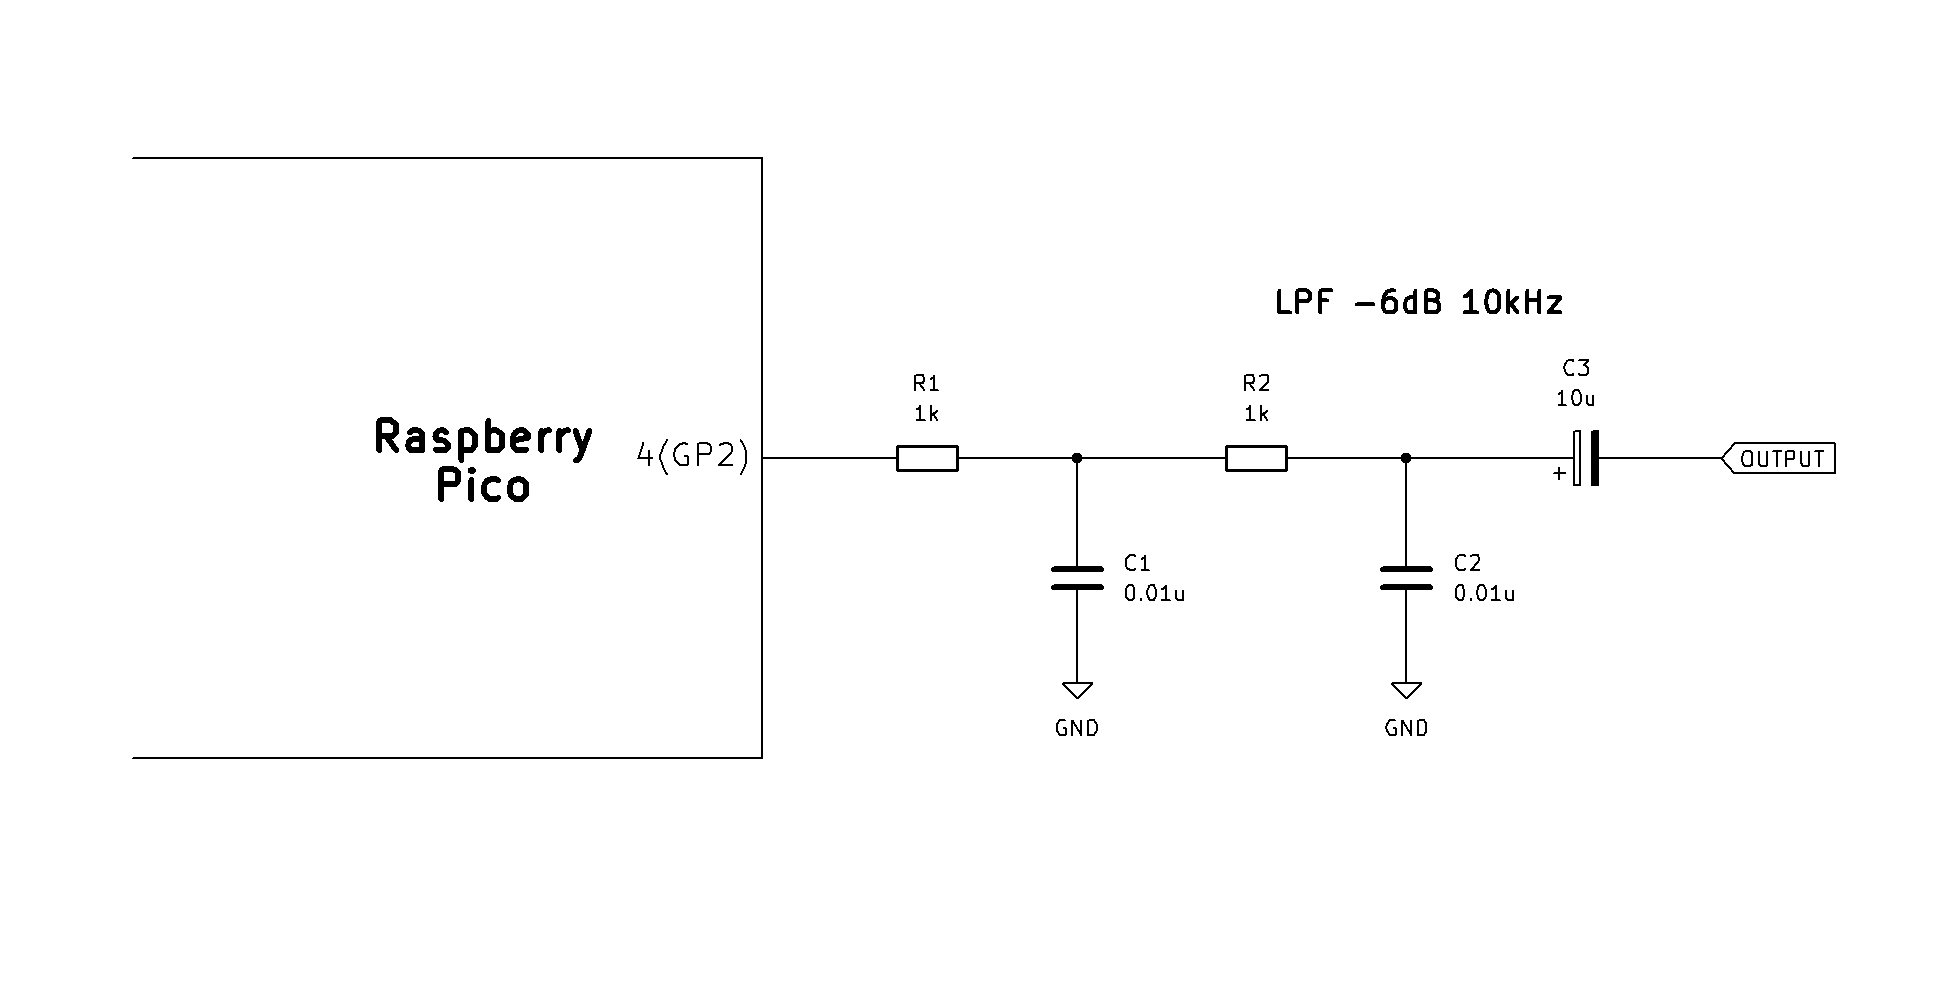 LPF -6dB 10kHz
C3
10u
R1
1k
R2
1k
Raspberry
Pico
4(GP2)
+
OUTPUT
C1
0.01u
C2
0.01u
GND
GND